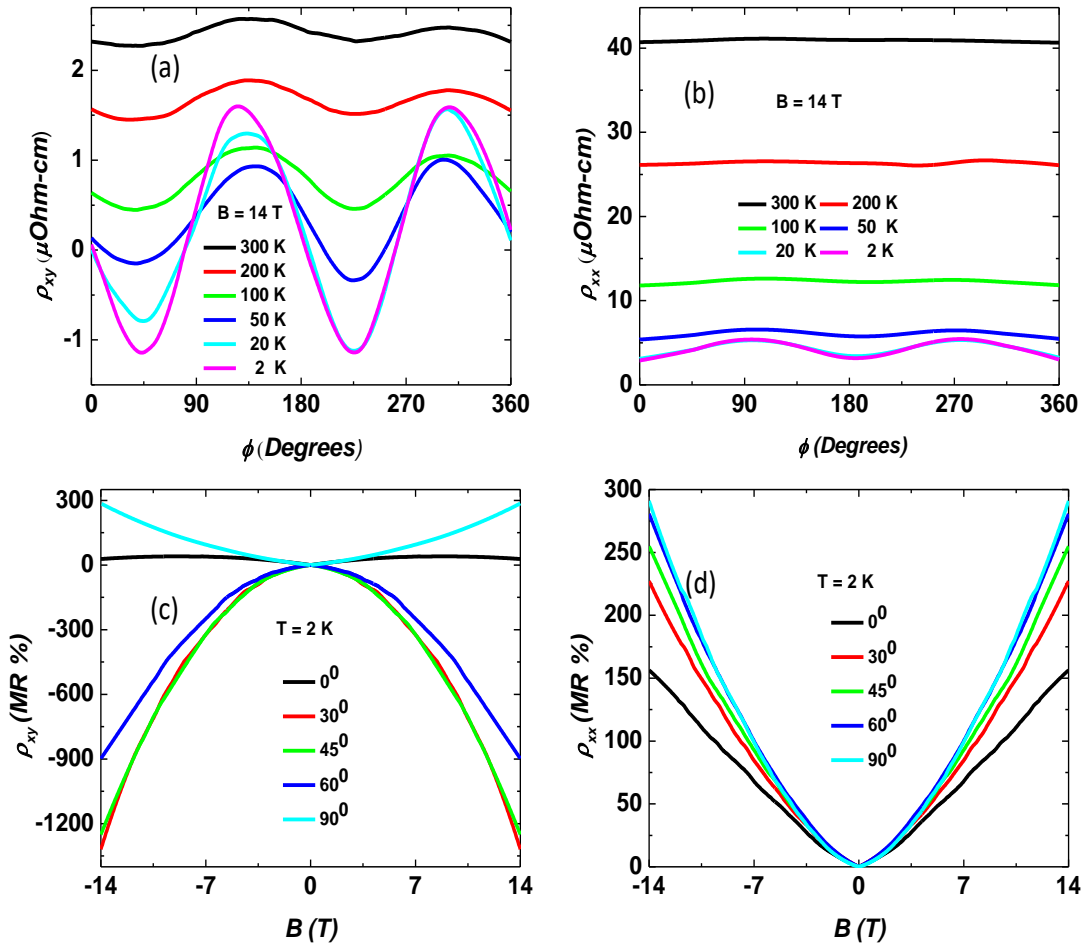 (a)
B = 14 T
300 K
200 K
100 K
50 K
20 K
2 K
2
1
0
-1
0 90 180 270 360
ρxy (μOhm-cm)
ϕ (Degrees)
(b)
B = 14 T
300 K 200 K
100 K 50 K
20 K 2 K
40
30
20
10
0
0 90 180 270 360
ρxx (μOhm-cm)
ϕ (Degrees)
(c)
T = 2 K
0⁰
30⁰
45⁰
60⁰
90⁰
300
0
-300
-600
-900
-1200
-14 -7 0 7 14
ρxy (MR %)
B (T)
(d)
T = 2 K
0⁰
30⁰
45⁰
60⁰
90⁰
300
250
200
150
100
50
0
-14 -7 0 7 14
ρxx (MR %)
B (T)